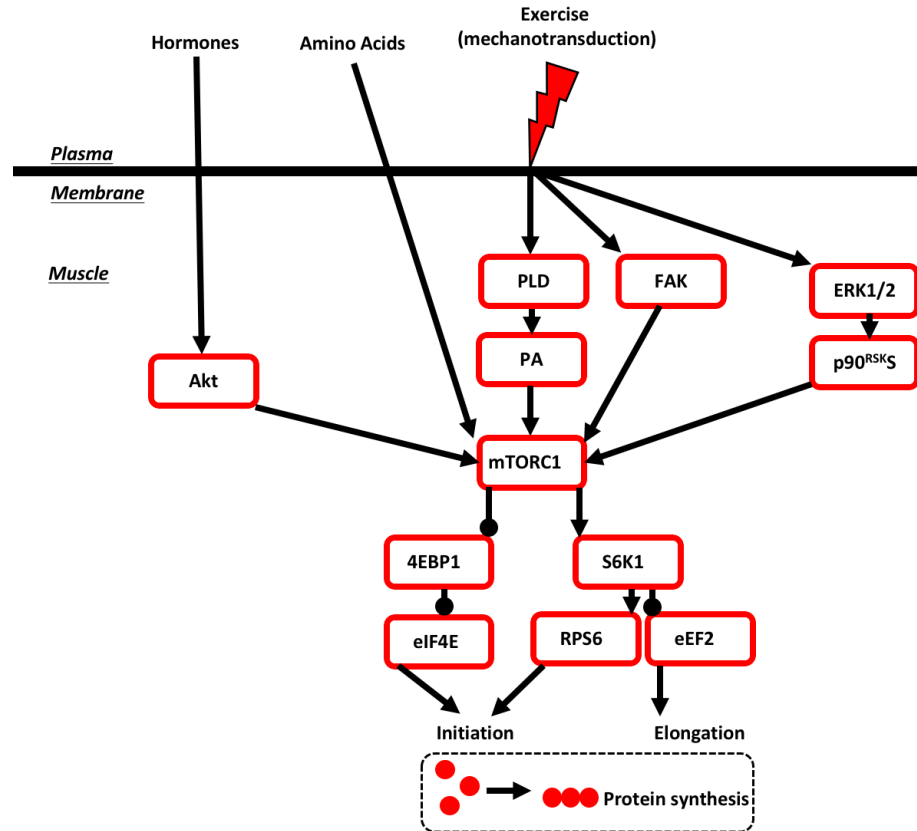 Exercise
(mechanotransduction)
Hormones
Amino Acids
Plasma
Membrane
Muscle
PLD
FAK
ERK1/2
PA
p90RSKS
Akt
mTORC1
4EBP1
S6K1
eIF4E
RPS6
eEF2
Initiation
Elongation
Protein synthesis